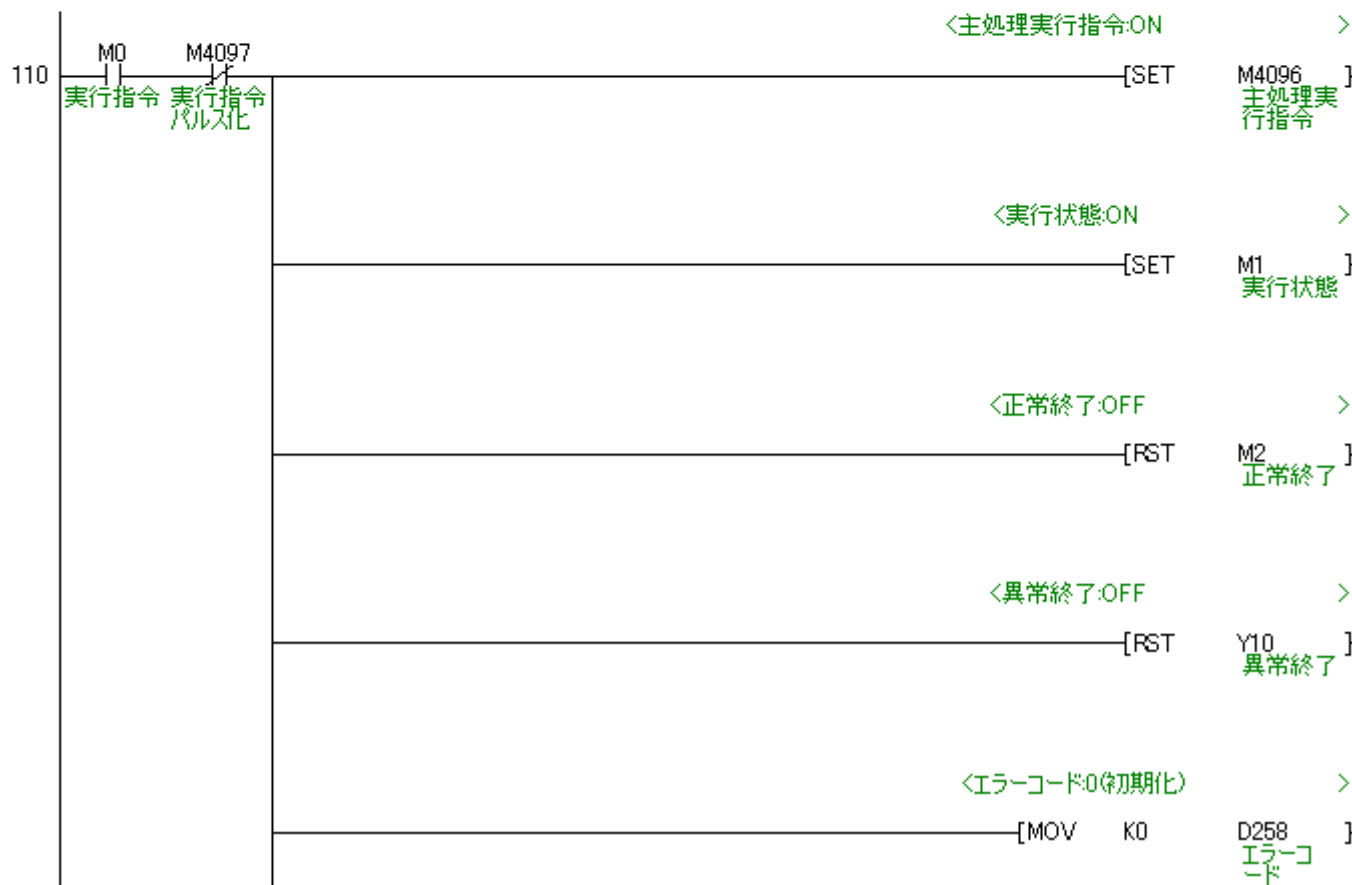 <主処理実行指令:ON >
M0 M4097
110 [SET M4096 ]
実行指令 実行指令パルス化 主処理実行指令
<実行状態:ON >
[SET M1 ]
実行状態
<正常終了:OFF >
[RST M2 ]
正常終了
<異常終了:OFF >
[RST Y10 ]
異常終了
<エラーコード:0(初期化) >
[MOV K0 D258 ]
エラーコ
ード